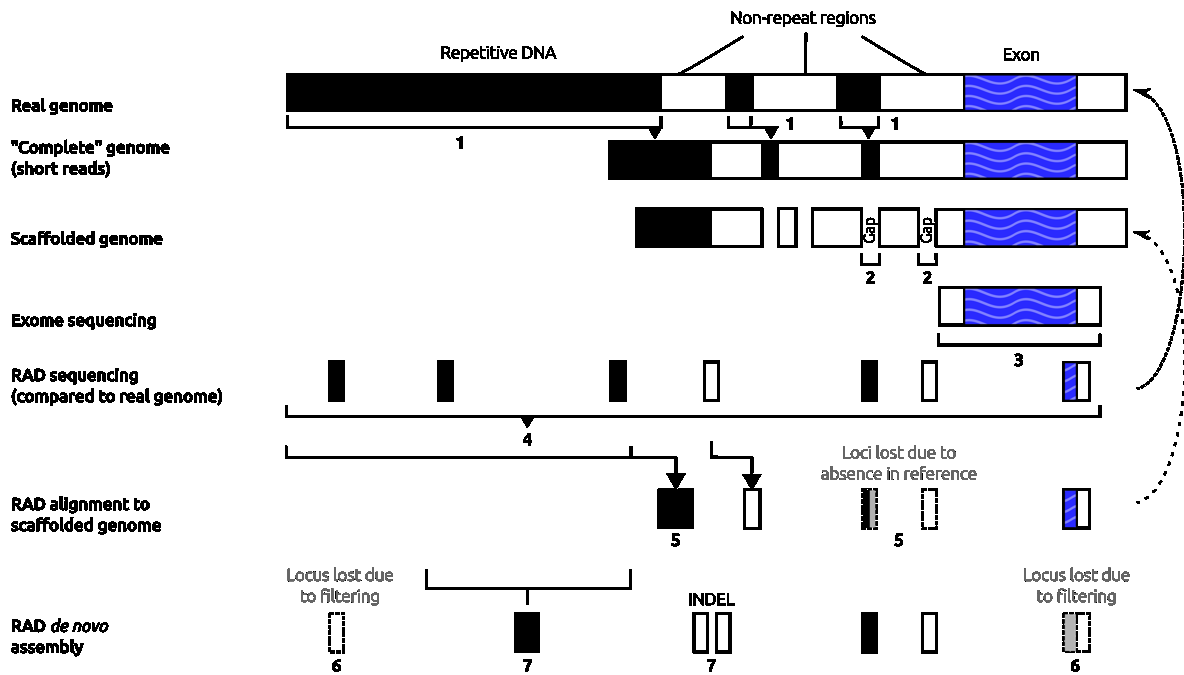 Non-repeat regions
Repetitive DNA
Exon
Real genome
1
1
1
"Complete" genome
(short reads)
Scaffolded genome
Gap
Gap
2
2
Exome sequencing
3
RAD sequencing
(compared to real genome)
4
Loci lost due to
absence in reference
RAD alignment to
scaffolded genome
5
5
Locus lost due
to filtering
INDEL
Locus lost due
to filtering
RAD de novo
assembly
6
7
7
6